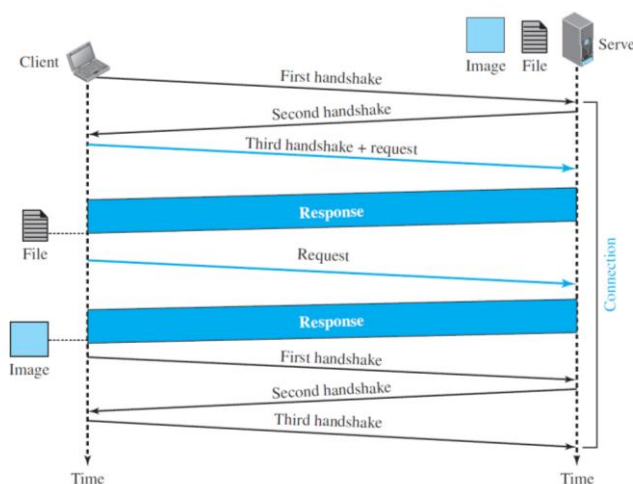 Client
Image
File
Serve
First handshake
Second handshake
Third handshake + request
Response
File
Request
Connection
Response
Image
First handshake
Second handshake
Third handshake
Time
Time